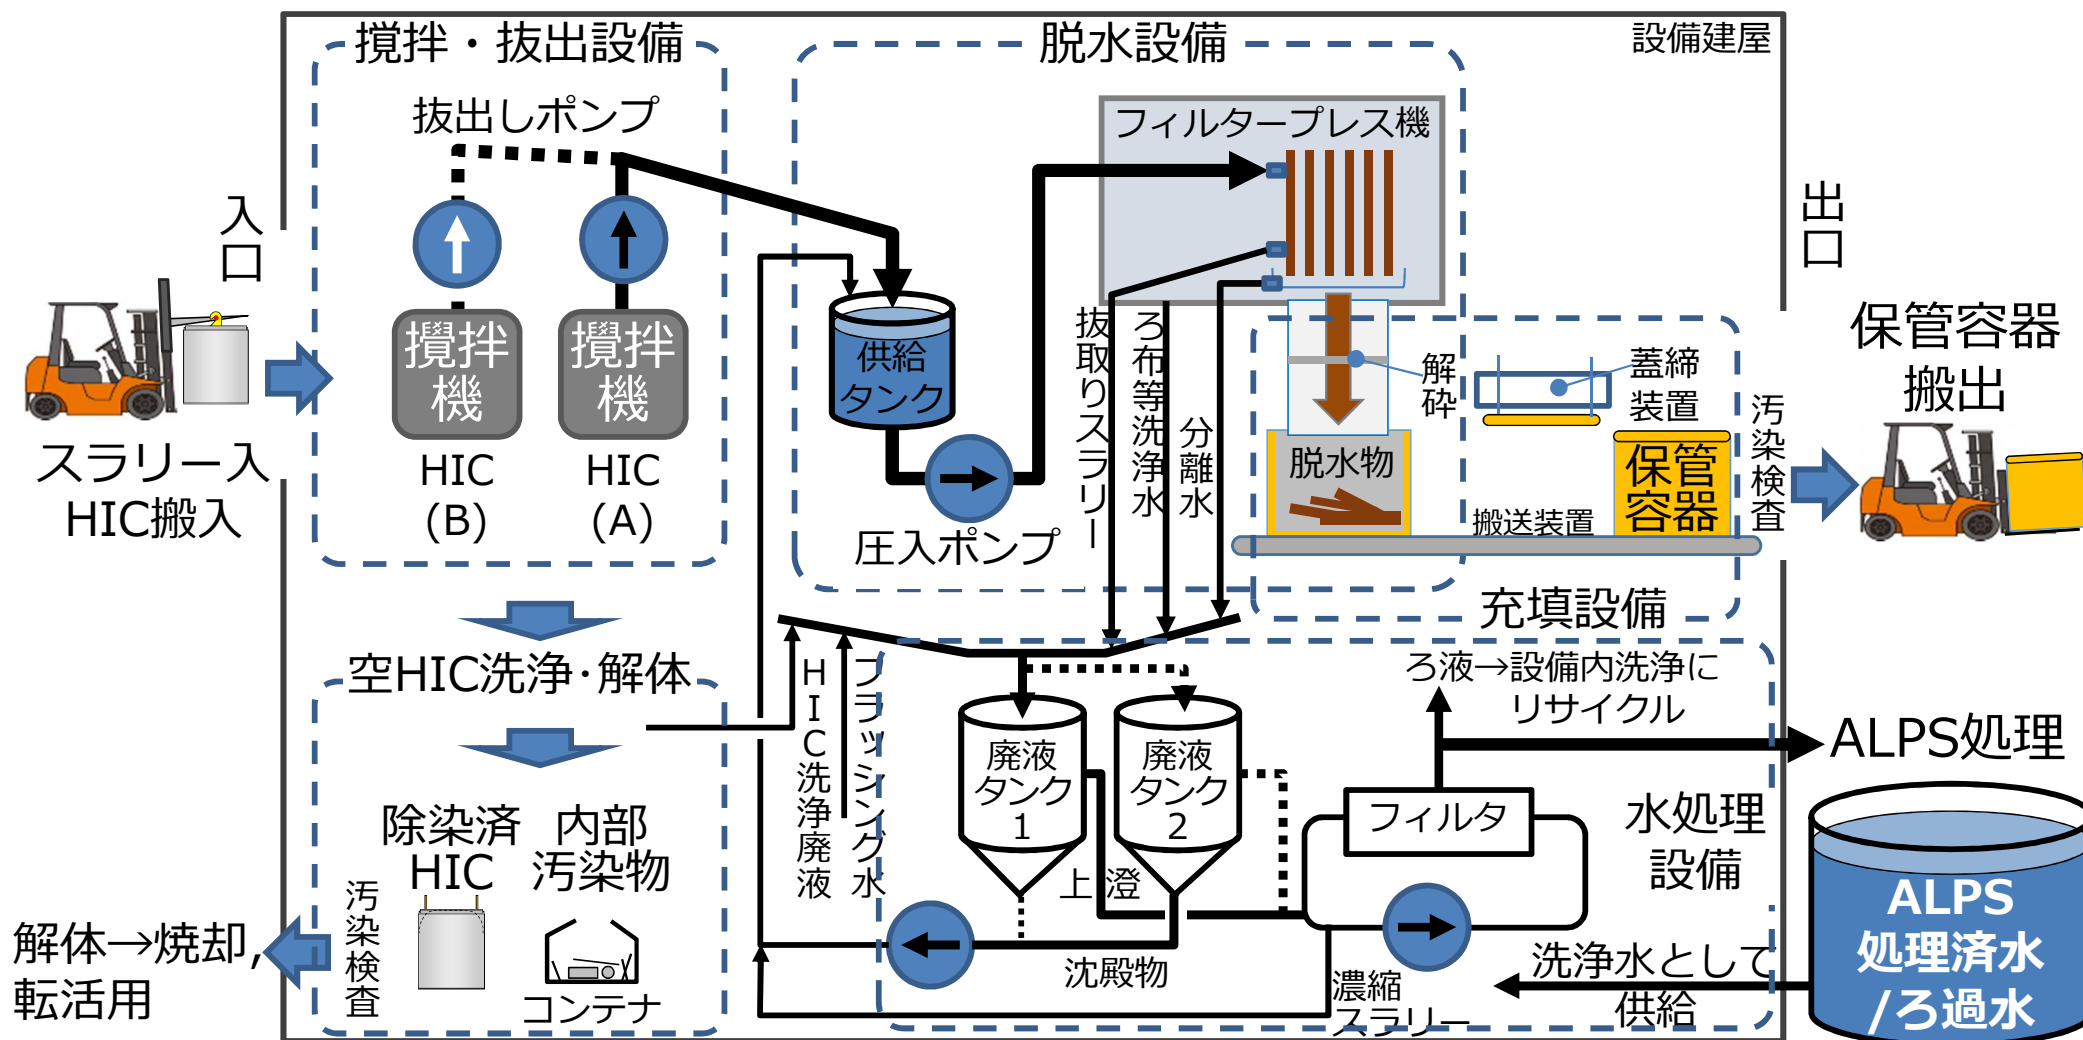 設備建屋
攪拌・抜出設備
抜出しポンプ
入口
攪拌
機
攪拌
機
HIC
（B）
HIC
（A）
スラリー入
HIC搬入
脱水設備
フィルタープレス機
供給
タンク
圧入ポンプ
抜取りスラリー
ろ布等洗浄水
分離水
解砕
脱水物
蓋締
装置
保管
容器
搬送装置
汚染検査
充填設備
出口
保管容器
搬出
空HIC洗浄･解体
除染済
HIC
内部
汚染物
汚染検査
コンテナ
解体→焼却,
転活用
HIC洗浄廃液
フラッシング水
廃液
タンク
1
廃液
タンク
2
上澄
沈殿物
ろ液→設備内洗浄に
リサイクル
フィルタ
水処理
設備
濃縮
スラリー
洗浄水として
供給
ALPS処理
ALPS
処理済水
/ろ過水